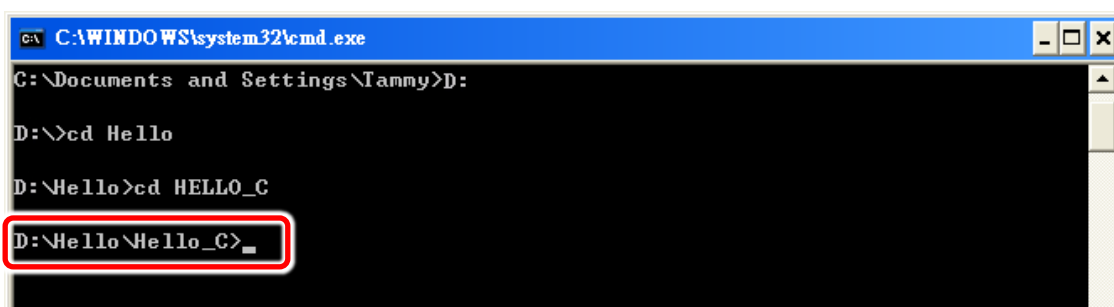 C:\WINDOWS\system32\cmd.exe
C:\Documents and Settings\Tammy>D:
D:\>cd Hello
D:\Hello>cd HELLO_C
D:\Hello\Hello_C>_